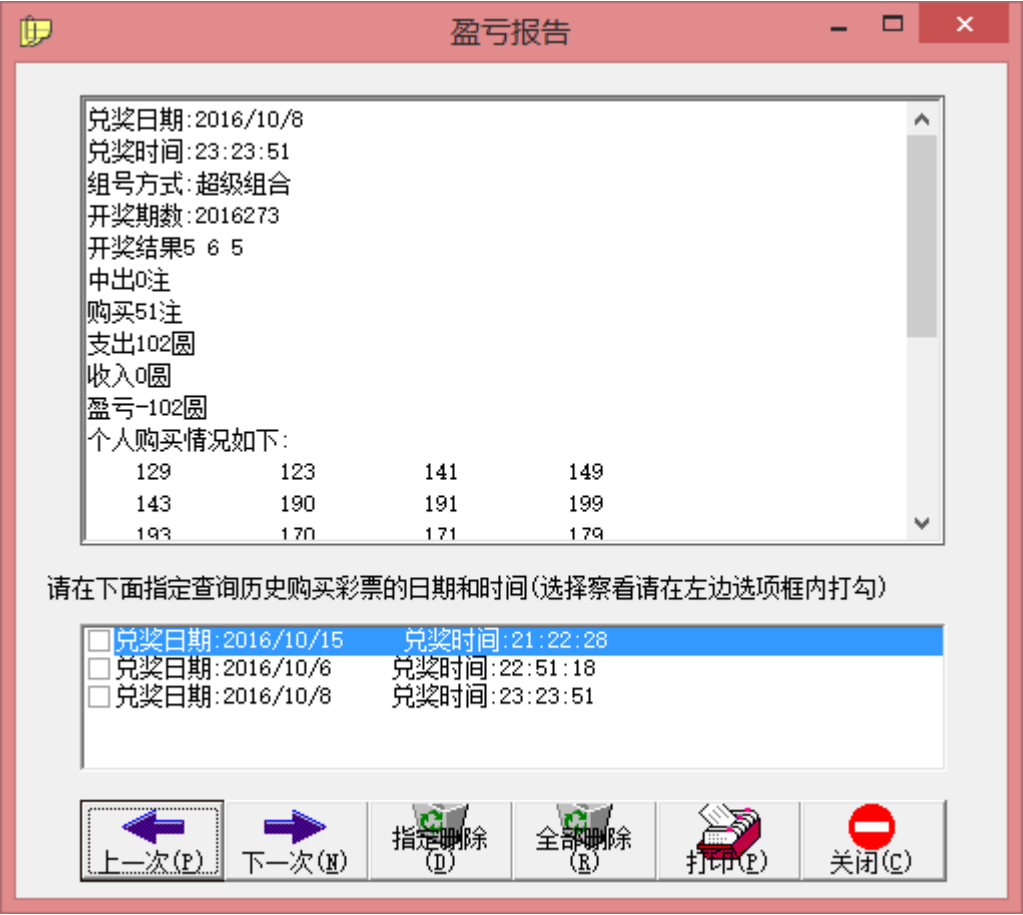 盈亏报告
兑奖日期:2016/10/8
兑奖时间:23:23:51
组号方式:超级组合
开奖期数:2016273
开奖结果5 6 5
中出0注
购买51注
支出102圆
收入0圆
盈亏-102圆
个人购买情况如下:
129 123 141 149
143 190 191 199
193 170 171 179
请在下面指定查询历史购买彩票的日期和时间(选择察看请在左边选项框内打勾)
兑奖日期:2016/10/15 兑奖时间:21:22:28
兑奖日期:2016/10/6 兑奖时间:22:51:18
兑奖日期:2016/10/8 兑奖时间:23:23:51
上一次(P) 下一次(N) 指定删除(D) 全部删除(R) 打印(P) 关闭(C)